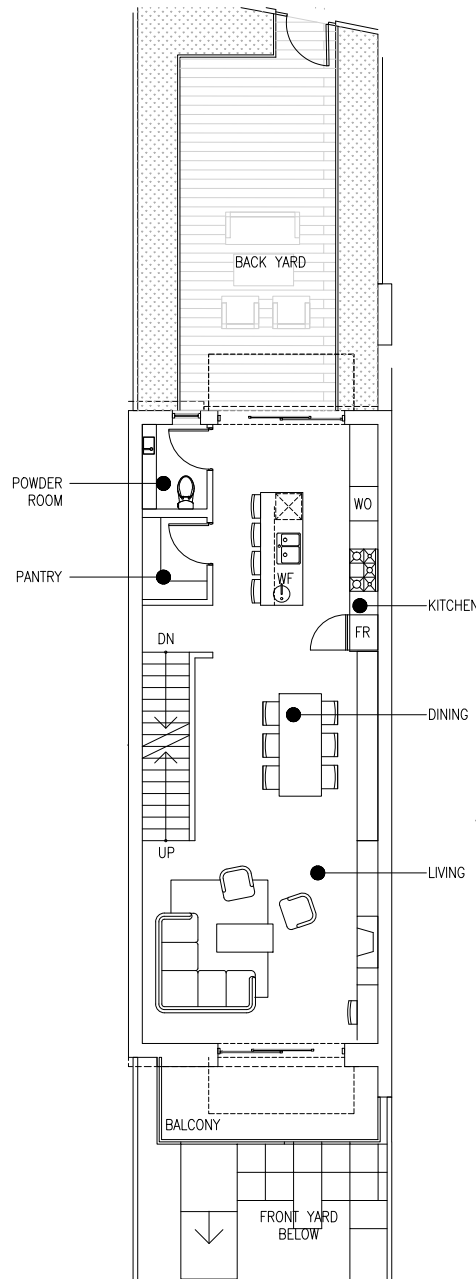 BACK YARD
POWDER
ROOM
WO
PANTRY
WF
KITCHEN
FR
DN
DINING
UP
LIVING
BALCONY
FRONT YARD
BELOW